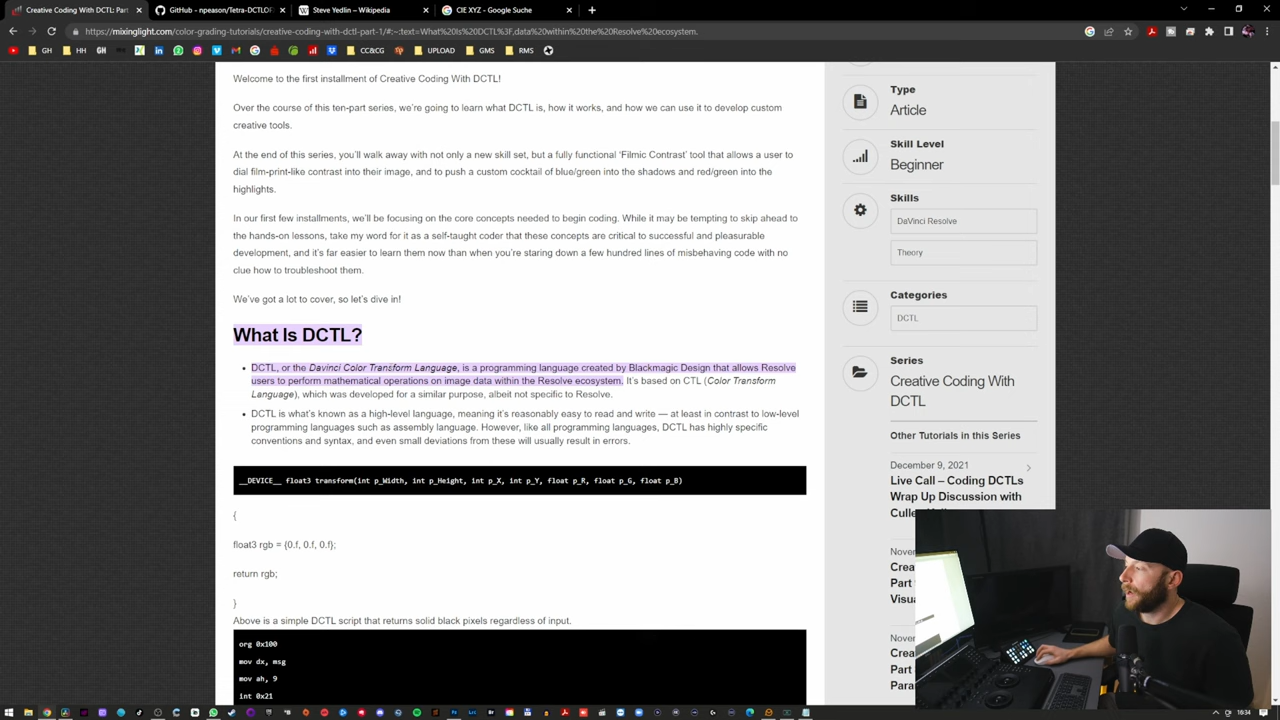 Creative Coding With DCTL: Part
GitHub - npeason/Tetra-DCTLOF
Steve Yedlin – Wikipedia
CIE XYZ - Google Suche
https://mixinglight.com/color-grading-tutorials/creative-coding-with-dctl-part-1/#:~:text=What%20Is%20DCTL%3F,data%20within%20the%20Resolve%20ecosystem.
GH
HH
CC&CG
UPLOAD
GMS
RMS
Welcome to the first installment of Creative Coding With DCTL!
Over the course of this ten-part series, we're going to learn what DCTL is, how it works, and how we can use it to develop custom
creative tools.
At the end of this series, you'll walk away with not only a new skill set, but a fully functional 'Filmic Contrast' tool that allows a user to
dial film-print-like contrast into their image, and to push a custom cocktail of blue/green into the shadows and red/green into the
highlights.
In our first few installments, we'll be focusing on the core concepts needed to begin coding. While it may be tempting to skip ahead to
the hands-on lessons, take my word for it as a self-taught coder that these concepts are critical to successful and pleasurable
development, and it's far easier to learn them now than when you're staring down a few hundred lines of misbehaving code with no
clue how to troubleshoot them.
We've got a lot to cover, so let's dive in!
What Is DCTL?
DCTL, or the Davinci Color Transform Language, is a programming language created by Blackmagic Design that allows Resolve
users to perform mathematical operations on image data within the Resolve ecosystem. It's based on CTL (Color Transform
Language), which was developed for a similar purpose, albeit not specific to Resolve.
DCTL is what's known as a high-level language, meaning it's reasonably easy to read and write — at least in contrast to low-level
programming languages such as assembly language. However, like all programming languages, DCTL has highly specific
conventions and syntax, and even small deviations from these will usually result in errors.
__DEVICE__ float3 transform(int p_Width, int p_Height, int p_X, int p_Y, float p_R, float p_G, float p_B)
{
float3 rgb = {0.f, 0.f, 0.f};
return rgb;
}
Above is a simple DCTL script that returns solid black pixels regardless of input.
org 0x100
mov dx, msg
mov ah, 9
int 0x21
Type
Article
Skill Level
Beginner
Skills
DaVinci Resolve
Theory
Categories
DCTL
Series
Creative Coding With
DCTL
Other Tutorials in this Series
December 9, 2021
Live Call – Coding DCTLs
Wrap Up Discussion with
Culle
Nove
Crea
Part
Visua
Nove
Crea
Part
Para
10:34